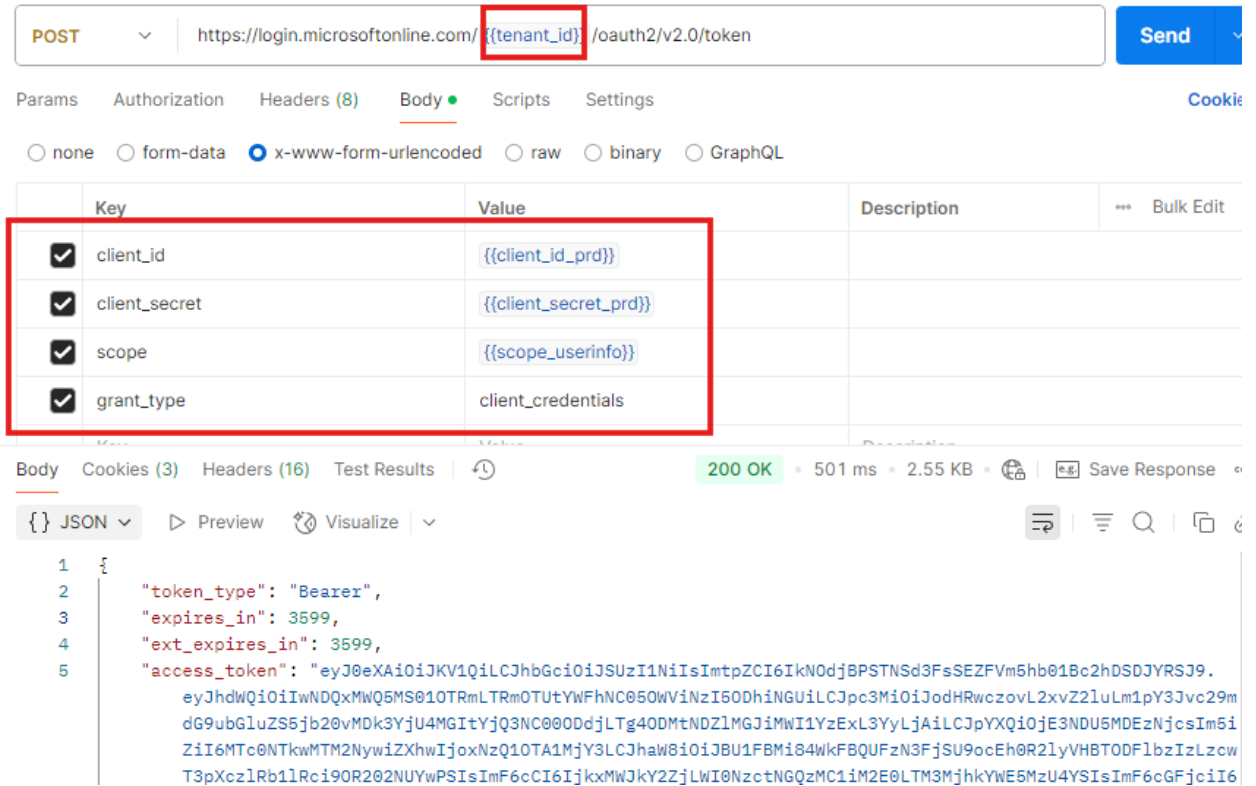 POST https://login.microsoftonline.com/ {{tenant_id}} /oauth2/v2.0/token Send
Params Authorization Headers (8) Body Scripts Settings Cookie
none form-data x-www-form-urlencoded raw binary GraphQL
Key Value Description Bulk Edit
client_id {{client_id_prd}}
client_secret {{client_secret_prd}}
scope {{scope_userinfo}}
grant_type client_credentials
Body Cookies (3) Headers (16) Test Results 200 OK 501 ms 2.55 KB e.g. Save Response
{} JSON Preview Visualize
1 {
2 "token_type": "Bearer",
3 "expires_in": 3599,
4 "ext_expires_in": 3599,
5 "access_token": "eyJ0eXAiOiJKV1QiLCJhbGciOiJSUzI1NiIsImtpZCI6IkNOdjBPSTNSd3FsSEZFVm5hb01Bc2hDSDJYRSJ9.
eyJhdWQiOiIwNDQxMWQ5MS01OTRmLTRmOTUtYWFhNC05OWViNzI5ODhiNGUiLCJpc3MiOiJodHRwczovL2xvZ2luLm1pY3Jvc29m
dG9ubGluZS5jb20vMDk3YjU4MGItYjQ3NC00ODdjLTg4ODMtNDZlMGJiMWI1YzExL3YyLjAiLCJpYXQiOjE3NDU5MDEzNjcsIm5i
ZiI6MTc0NTkwMTM2NywiZXhwIjoxNzQ1OTA1MjY3LCJhaW8iOiJBU1FBMi84WkFBQUFzN3FjSU9ocEh0R2lyVHBTODFlbzIzLzcw
T3pXczlRb1lRci9OR202NUYwPSIsImF6cCI6IjkxMWJkY2ZjLWI0NzctNGQzMC1iM2E0LTM3MjhkYWE5MzU4YSIsImF6cGFjciI6